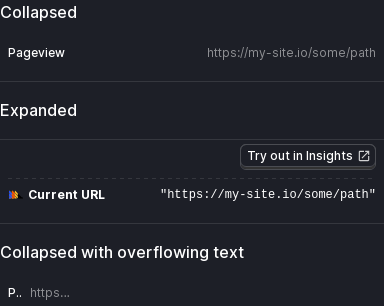 Collapsed
Pageview https://my-site.io/some/path
Expanded
Try out in Insights
Current URL "https://my-site.io/some/path"
Collapsed with overflowing text
P.. https...